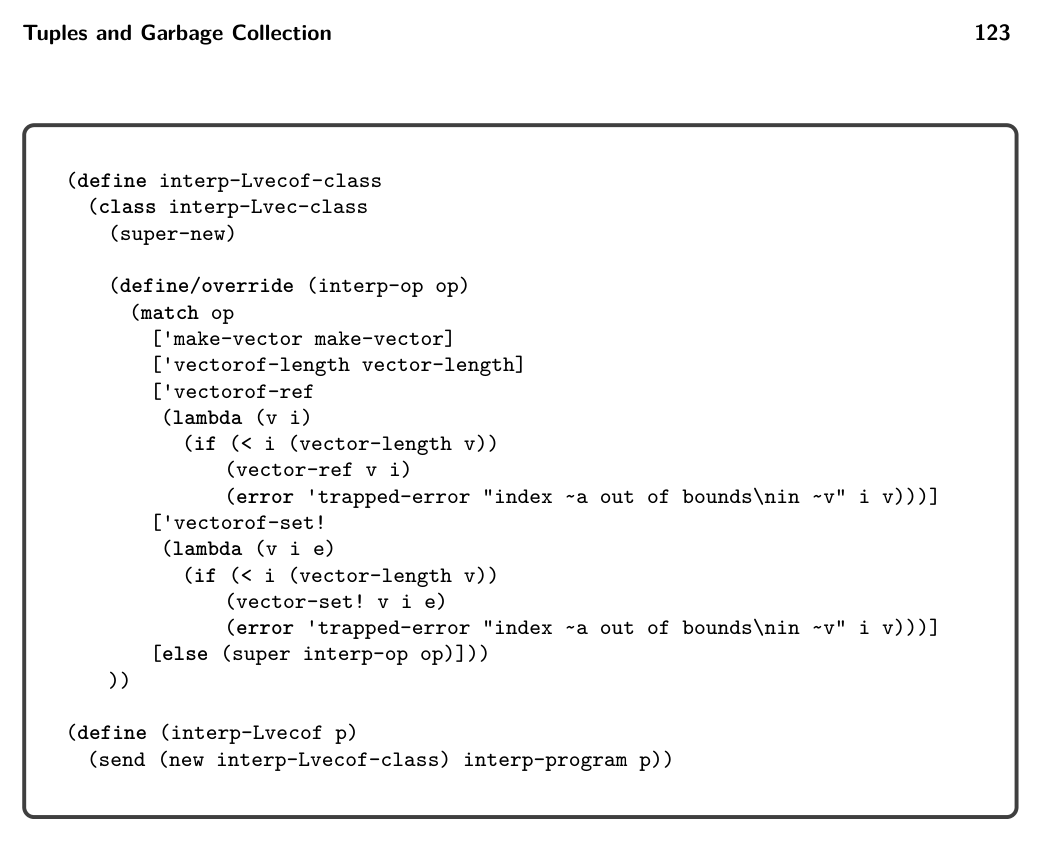 Tuples and Garbage Collection 123
(define interp-Lvecof-class
  (class interp-Lvec-class
    (super-new)

    (define/override (interp-op op)
      (match op
        ['make-vector make-vector]
        ['vectorof-length vector-length]
        ['vectorof-ref
         (lambda (v i)
           (if (< i (vector-length v))
               (vector-ref v i)
               (error 'trapped-error "index ~a out of bounds\nin ~v" i v)))]
        ['vectorof-set!
         (lambda (v i e)
           (if (< i (vector-length v))
               (vector-set! v i e)
               (error 'trapped-error "index ~a out of bounds\nin ~v" i v)))]
        [else (super interp-op op)]))
    ))

(define (interp-Lvecof p)
  (send (new interp-Lvecof-class) interp-program p))